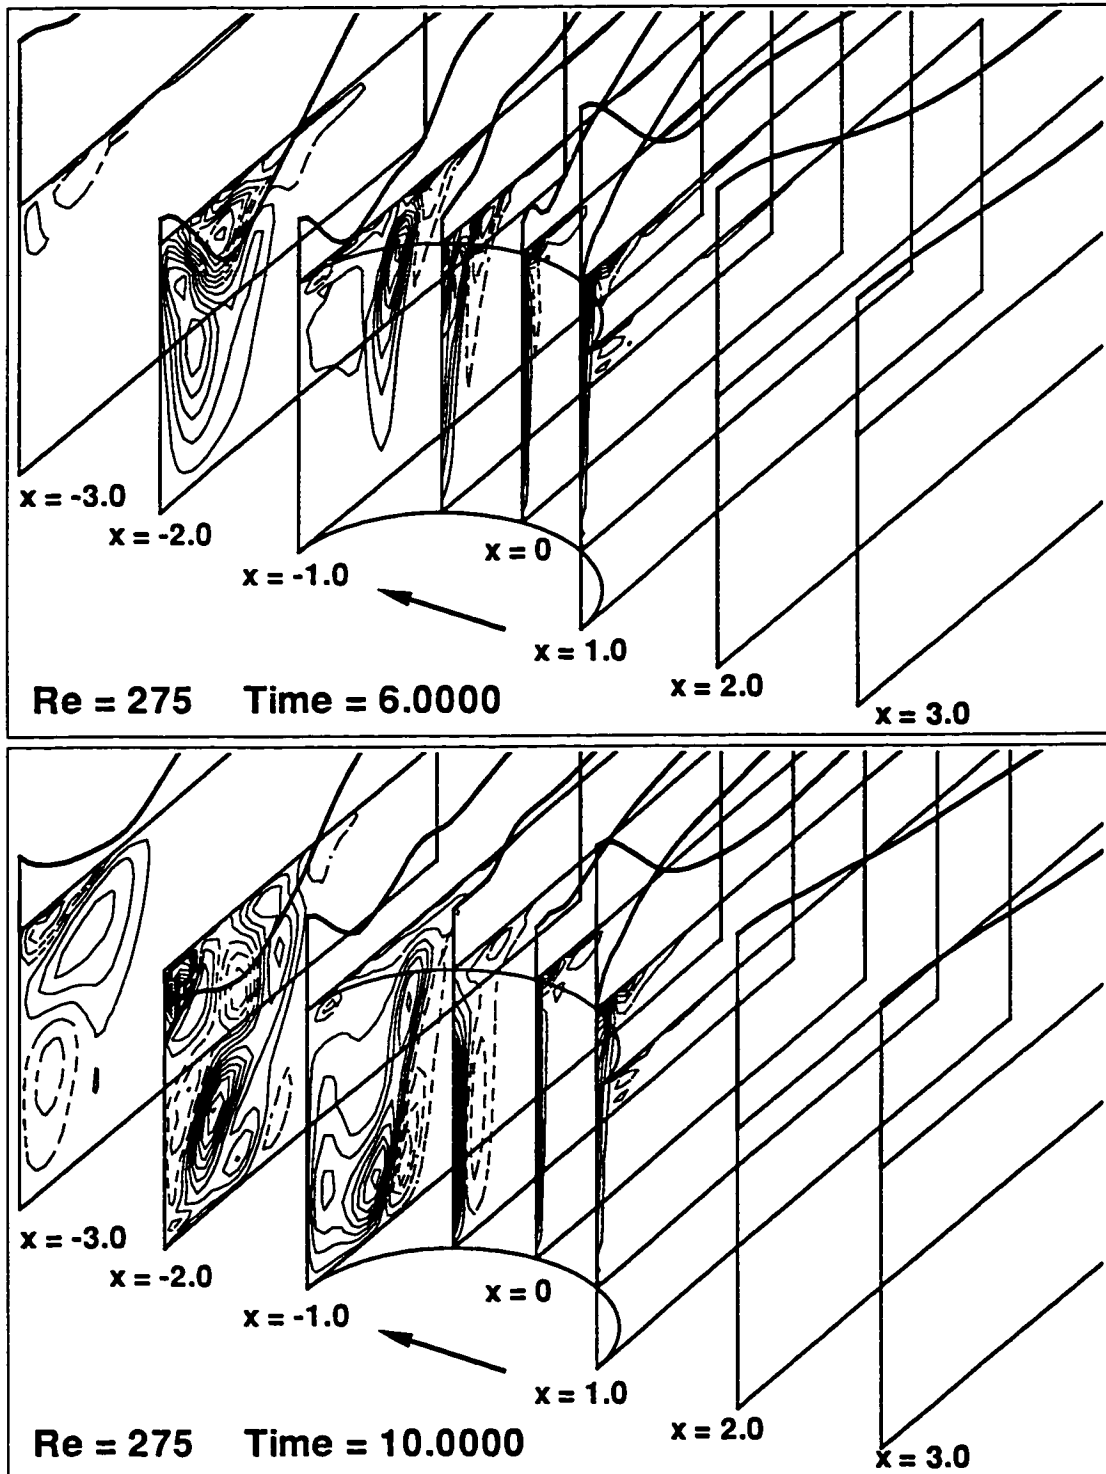 x = -3.0
x = -2.0
x = 0
x = -1.0
x = 1.0
x = 2.0
x = 3.0
Re = 275 Time = 6.0000
x = -3.0
x = -2.0
x = 0
x = -1.0
x = 1.0
x = 2.0
x = 3.0
Re = 275 Time = 10.0000